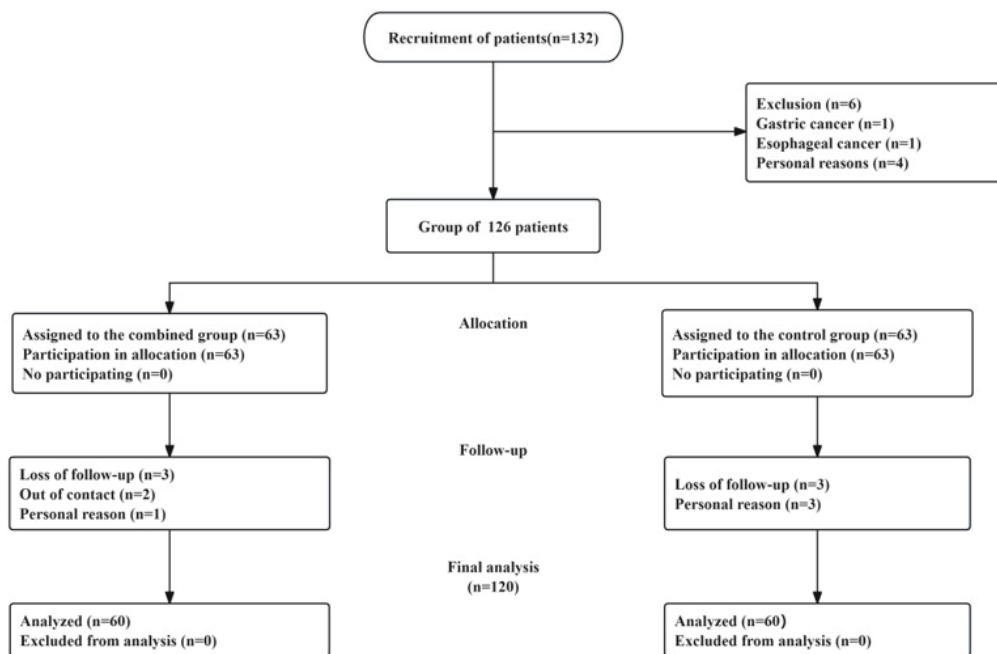 Recruitment of patients(n=132)
Exclusion (n=6)
Gastric cancer (n=1)
Esophageal cancer (n=1)
Personal reasons (n=4)
Group of 126 patients
Allocation
Assigned to the combined group (n=63)
Participation in allocation (n=63)
No participating (n=0)
Assigned to the control group (n=63)
Participation in allocation (n=63)
No participating (n=0)
Follow-up
Loss of follow-up (n=3)
Out of contact (n=2)
Personal reason (n=1)
Loss of follow-up (n=3)
Personal reason (n=3)
Final analysis
(n=120)
Analyzed (n=60)
Excluded from analysis (n=0)
Analyzed (n=60)
Excluded from analysis (n=0)